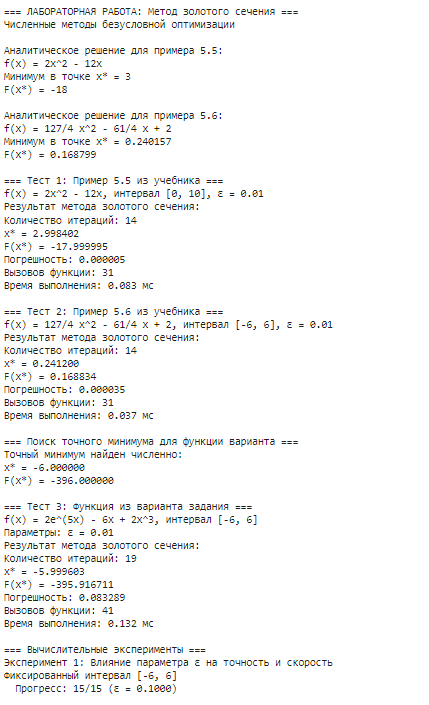 === ЛАБОРАТОРНАЯ РАБОТА: Метод золотого сечения ===
Численные методы безусловной оптимизации
Аналитическое решение для примера 5.5:
f(x) = 2x^2 - 12x
Минимум в точке x* = 3
F(x*) = -18
Аналитическое решение для примера 5.6:
f(x) = 127/4 x^2 - 61/4 x + 2
Минимум в точке x* = 0.240157
F(x*) = 0.168799
=== Тест 1: Пример 5.5 из учебника ===
f(x) = 2x^2 - 12x, интервал [0, 10], ε = 0.01
Результат метода золотого сечения:
Количество итераций: 14
x* = 2.998402
F(x*) = -17.999995
Погрешность: 0.000005
Вызовов функции: 31
Время выполнения: 0.083 мс
=== Тест 2: Пример 5.6 из учебника ===
f(x) = 127/4 x^2 - 61/4 x + 2, интервал [-6, 6], ε = 0.01
Результат метода золотого сечения:
Количество итераций: 14
x* = 0.241200
F(x*) = 0.168834
Погрешность: 0.000035
Вызовов функции: 31
Время выполнения: 0.037 мс
=== Поиск точного минимума для функции варианта ===
Точный минимум найден численно:
x* = -6.000000
F(x*) = -396.000000
=== Тест 3: Функция из варианта задания ===
f(x) = 2e^(5x) - 6x + 2x^3, интервал [-6, 6]
Параметры: ε = 0.01
Результат метода золотого сечения:
Количество итераций: 19
x* = -5.999603
F(x*) = -395.916711
Погрешность: 0.083289
Вызовов функции: 41
Время выполнения: 0.132 мс
=== Вычислительные эксперименты ===
Эксперимент 1: Влияние параметра ε на точность и скорость
Фиксированный интервал [-6, 6]
Прогресс: 15/15 (ε = 0.1000)